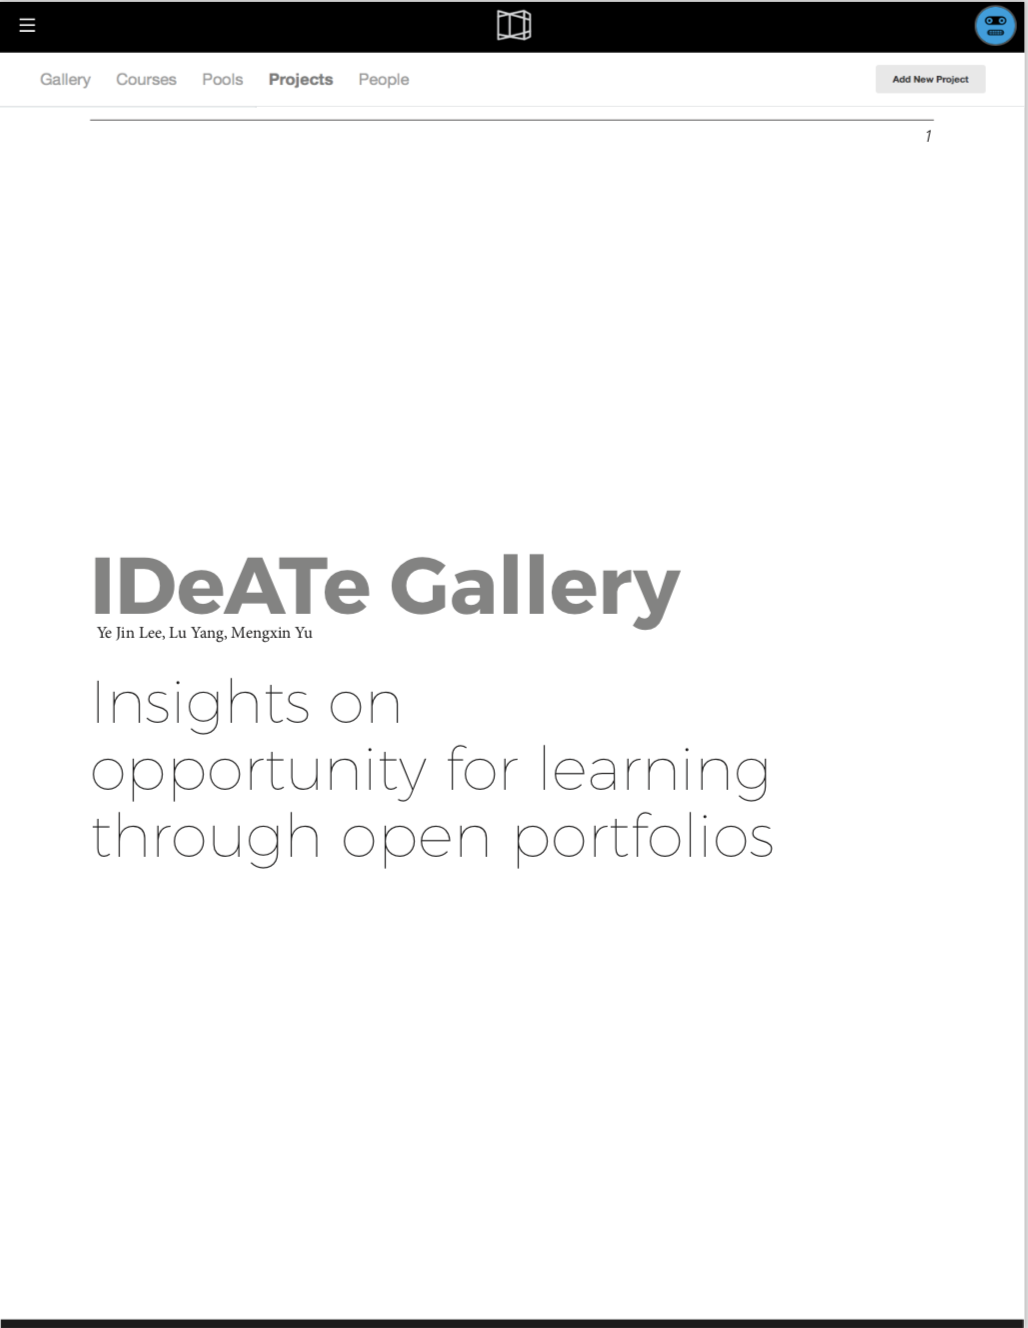 Gallery Courses Pools Projects People Add New Project
1
IDeATe Gallery
Ye Jin Lee, Lu Yang, Mengxin Yu
Insights on
opportunity for learning
through open portfolios